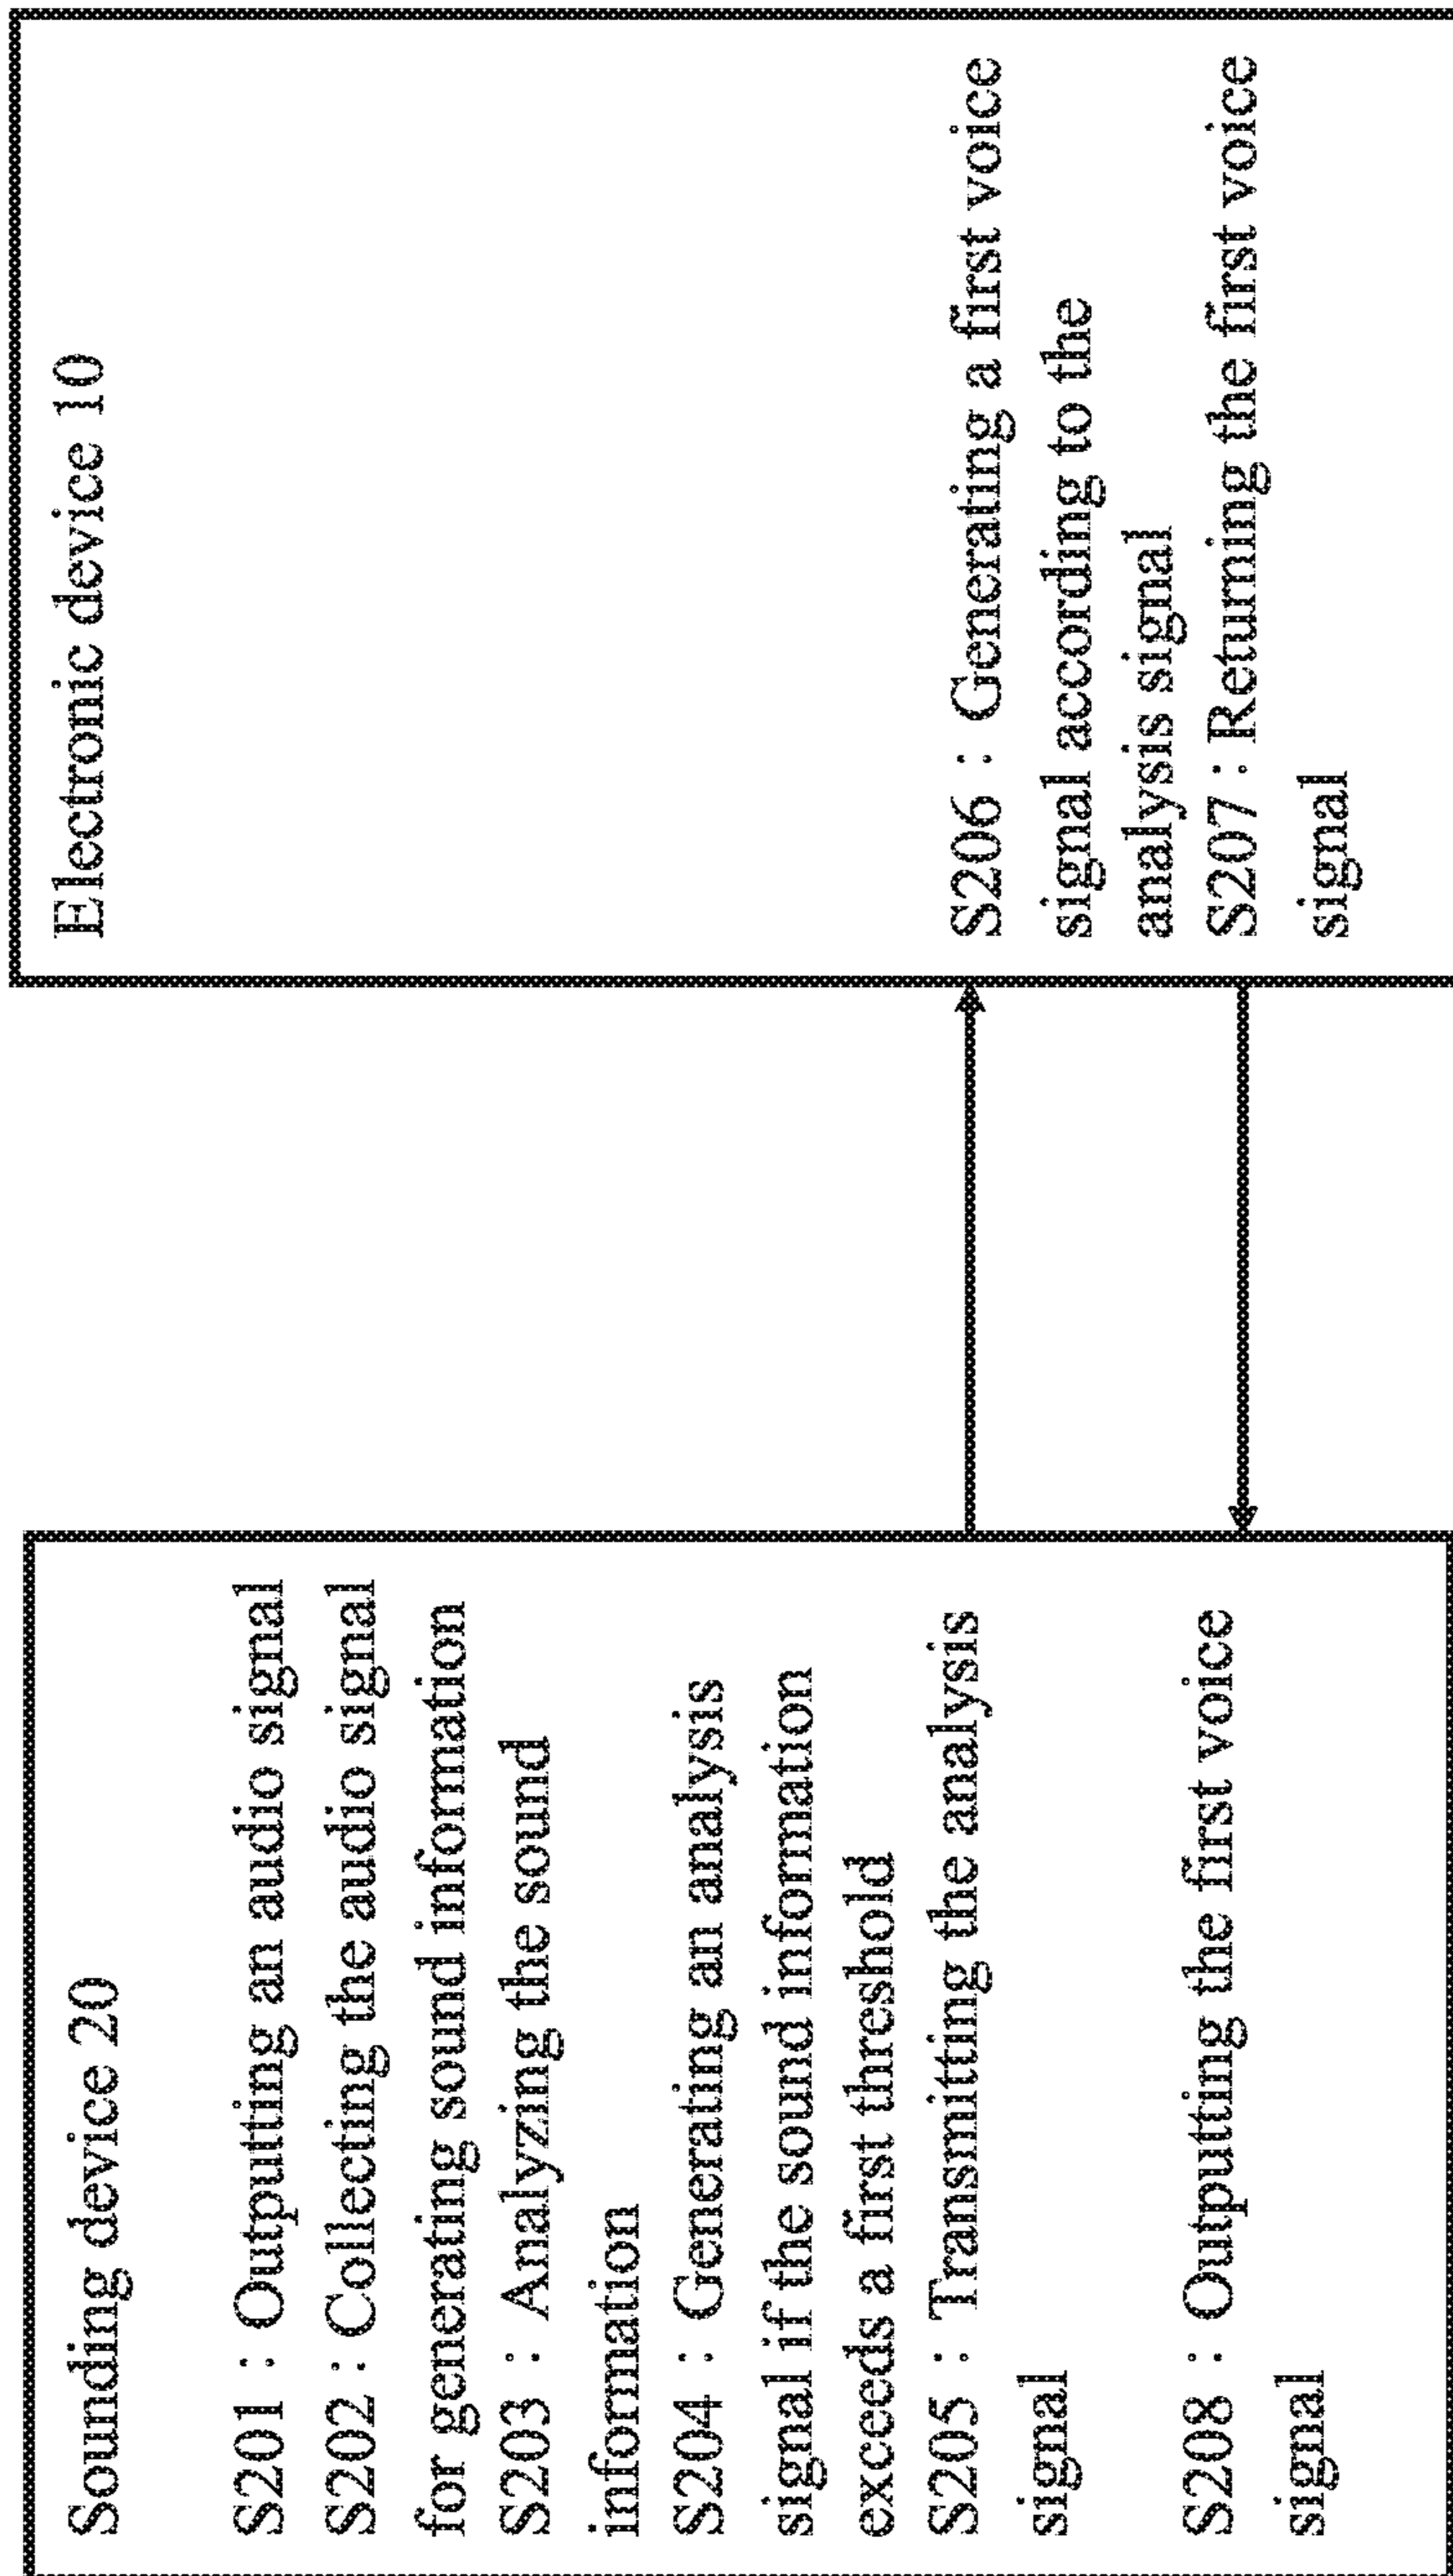 Sounding device 20
S201 : Outputting an audio signal
S202 : Collecting the audio signal
for generating sound information
S203 : Analyzing the sound
information
S204 : Generating an analysis
signal if the sound information
exceeds a first threshold
S205 : Transmitting the analysis
signal
S208 : Outputting the first voice
signal
Electronic device 10
S206 : Generating a first voice
signal according to the
analysis signal
S207 : Returning the first voice
signal